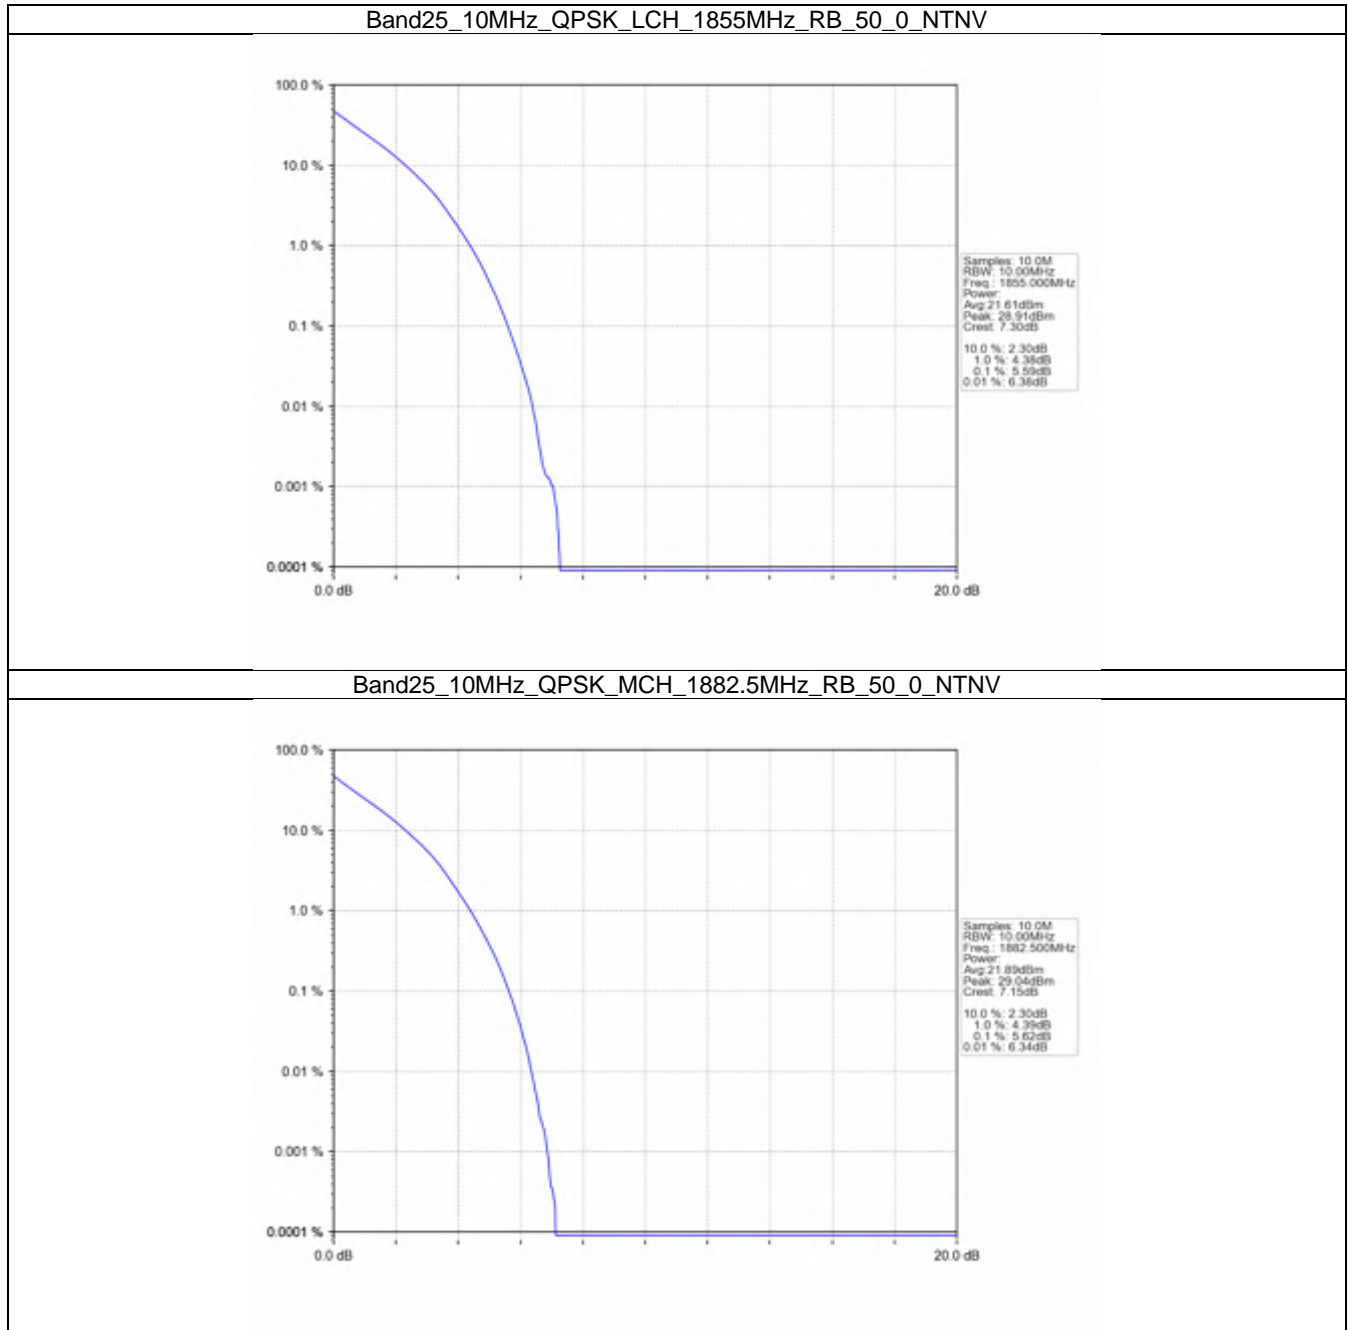 Band25_10MHz_QPSK_LCH_1855MHz_RB_50_0_NTNV
100.0 %
10.0 %
1.0 %
0.1 %
0.01 %
0.001 %
0.0001 %
0.0 dB
20.0 dB
Samples: 10.0M
RBW: 10.00MHz
Freq.: 1855.000MHz
Power:
Avg:21.61dBm
Peak: 28.91dBm
Crest: 7.30dB
10.0 %: 2.30dB
1.0 %: 4.38dB
0.1 %: 5.59dB
0.01 %: 6.38dB
Band25_10MHz_QPSK_MCH_1882.5MHz_RB_50_0_NTNV
100.0 %
10.0 %
1.0 %
0.1 %
0.01 %
0.001 %
0.0001 %
0.0 dB
20.0 dB
Samples: 10.0M
RBW: 10.00MHz
Freq.: 1882.500MHz
Power:
Avg:21.89dBm
Peak: 29.04dBm
Crest: 7.15dB
10.0 %: 2.30dB
1.0 %: 4.39dB
0.1 %: 5.62dB
0.01 %: 6.34dB